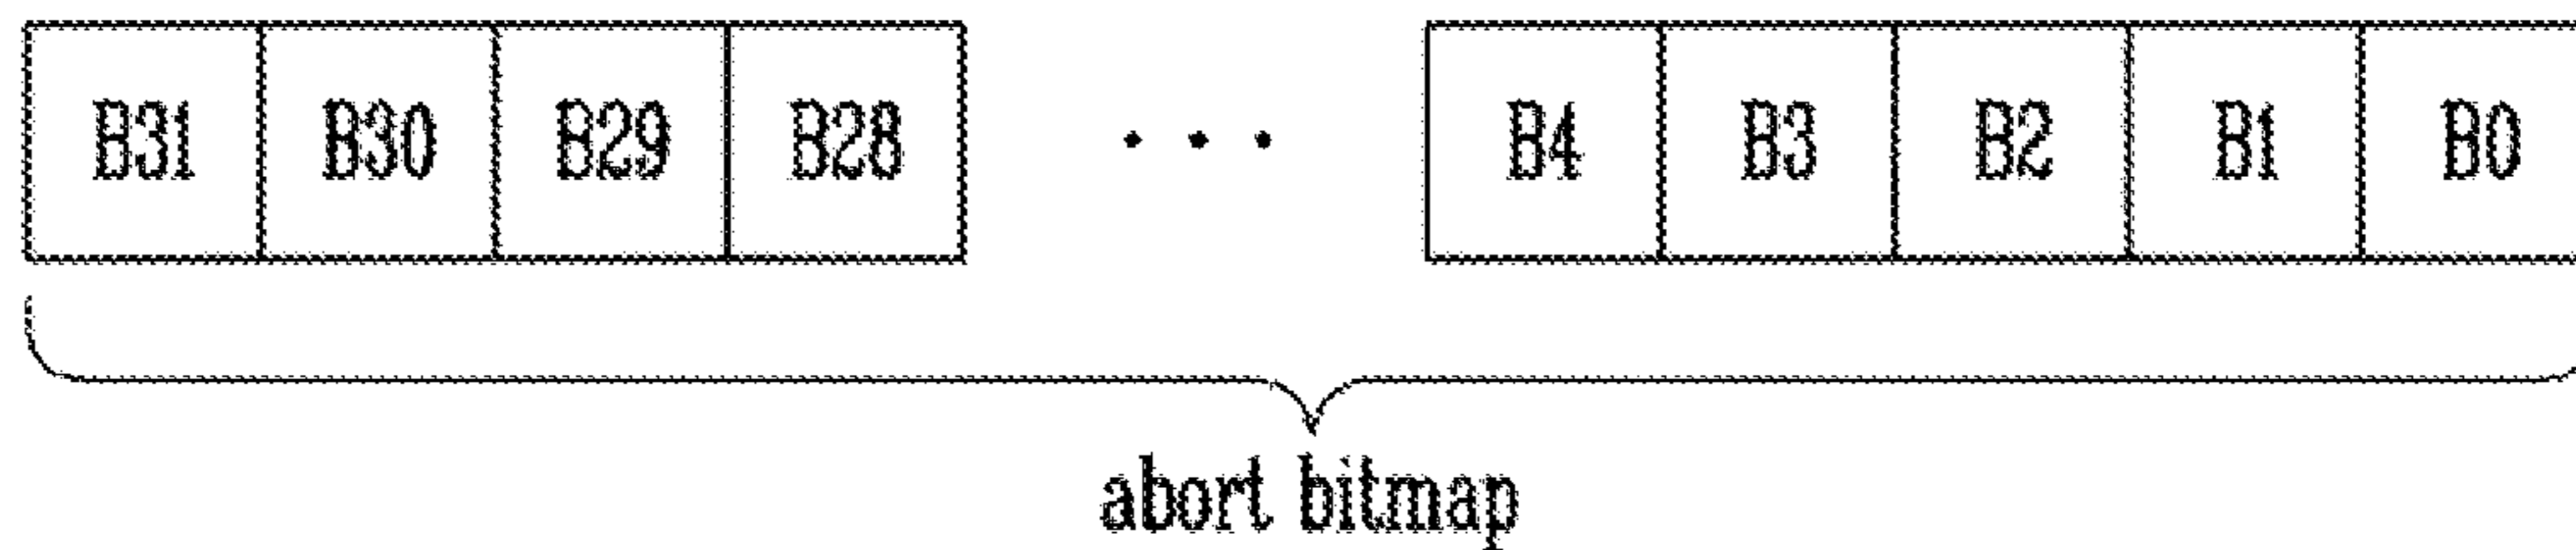 B31 B30 B29 B28 • • • B4 B3 B2 B1 B0
abort bitmap